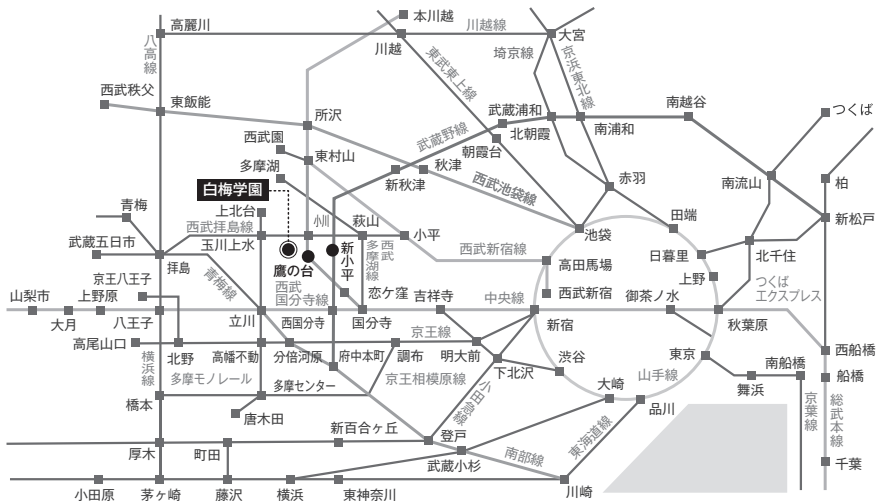 本川越
高麗川
川越線
大宮
川越
八高線
東武東上線
埼京線
京浜東北線
西武秩父
東飯能
所沢
武蔵浦和
南越谷
つくば
武蔵野線
北朝霞
南浦和
西武園
東村山
朝霞台
多摩湖
秋津
新秋津
西武池袋線
赤羽
南流山
柏
白梅学園
青梅
上北台
小川
萩山
西武拝島線
小平
池袋
田端
新松戸
武蔵五日市
玉川上水
新小平
西武多摩湖線
西武新宿線
高田馬場
日暮里
北千住
拝島
鷹の台
京王八王子
青梅線
西武国分寺線
恋ケ窪
吉祥寺
中央線
西武新宿
上野
御茶ノ水
つくば
エクスプレス
山梨市
上野原
大月
八王子
立川
西国分寺
国分寺
新宿
秋葉原
京王線
高尾山口
北野
高幡不動
分倍河原
府中本町
調布
明大前
西船橋
横浜線
多摩モノレール
多摩センター
京王相模原線
下北沢
渋谷
東京
南船橋
船橋
山手線
舞浜
橋本
唐木田
小田急線
大崎
品川
京葉線
総武本線
新百合ヶ丘
登戸
東海道線
厚木
町田
武蔵小杉
南部線
千葉
小田原
茅ヶ崎
藤沢
横浜
東神奈川
川崎